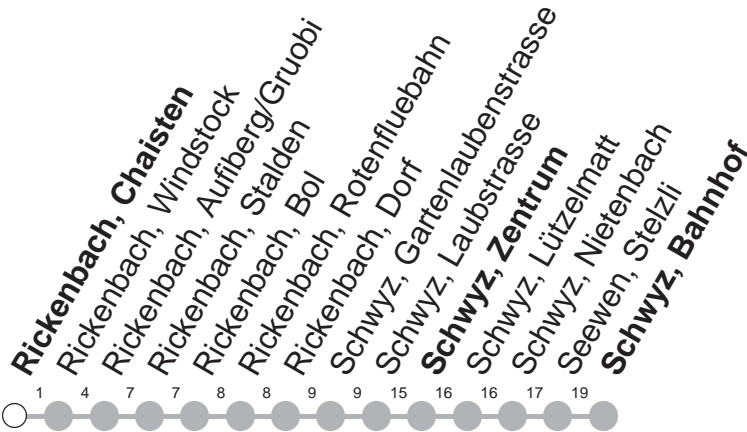 Rickenbach, Chaisten
Rickenbach, Windstock
Rickenbach, Aufiberg/Gruobi
Rickenbach, Stalden
Rickenbach, Bol
Rickenbach, Rotenfluebahn
Rickenbach, Dorf
Schwyz, Gartenlaubenstrasse
Schwyz, Laubstrasse
Schwyz, Zentrum
Schwyz, Lützelmatt
Schwyz, Nietenbach
Seewen, Stelzli
Schwyz, Bahnhof
1 4 7 7 8 8 9 9 15 16 16 17 19